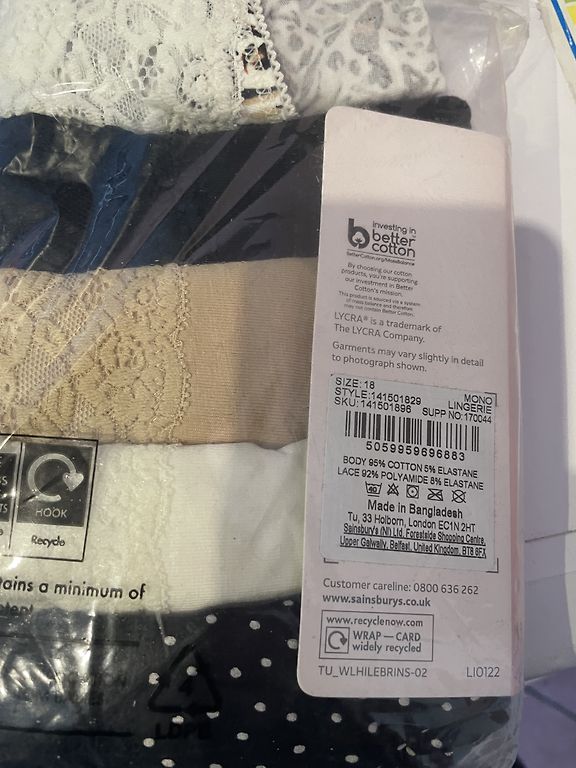 investing in
better
cotton
BetterCotton.org/MassBalance
By choosing our cotton
products, you're supporting
our investment in Better
Cotton's mission.
This product is sourced via a system
of mass balance and therefore
may not contain Better Cotton.
LYCRA® is a trademark of
The LYCRA Company.
Garments may vary slightly in detail
to photograph shown.
SIZE: 18 MONO
STYLE:141501829 LINGERIE
SKU: 141501896 SUPP NO:170044
5059959696883
BODY 95% COTTON 5% ELASTANE
LACE 92% POLYAMIDE 8% ELASTANE
40
Made in Bangladesh
Tu, 33 Holborn, London EC1N 2HT
Sainsbury's (NI) Ltd, Forestside Shopping Centre,
Upper Galwally, Belfast, United Kingdom, BT8 6FX
Customer careline: 0800 636 262
www.sainsburys.co.uk
www.recyclenow.com
WRAP — CARD
widely recycled
TU_WLHILEBRINS-02 LI0122
HOOK
Recycle
a minimum of
LDPE